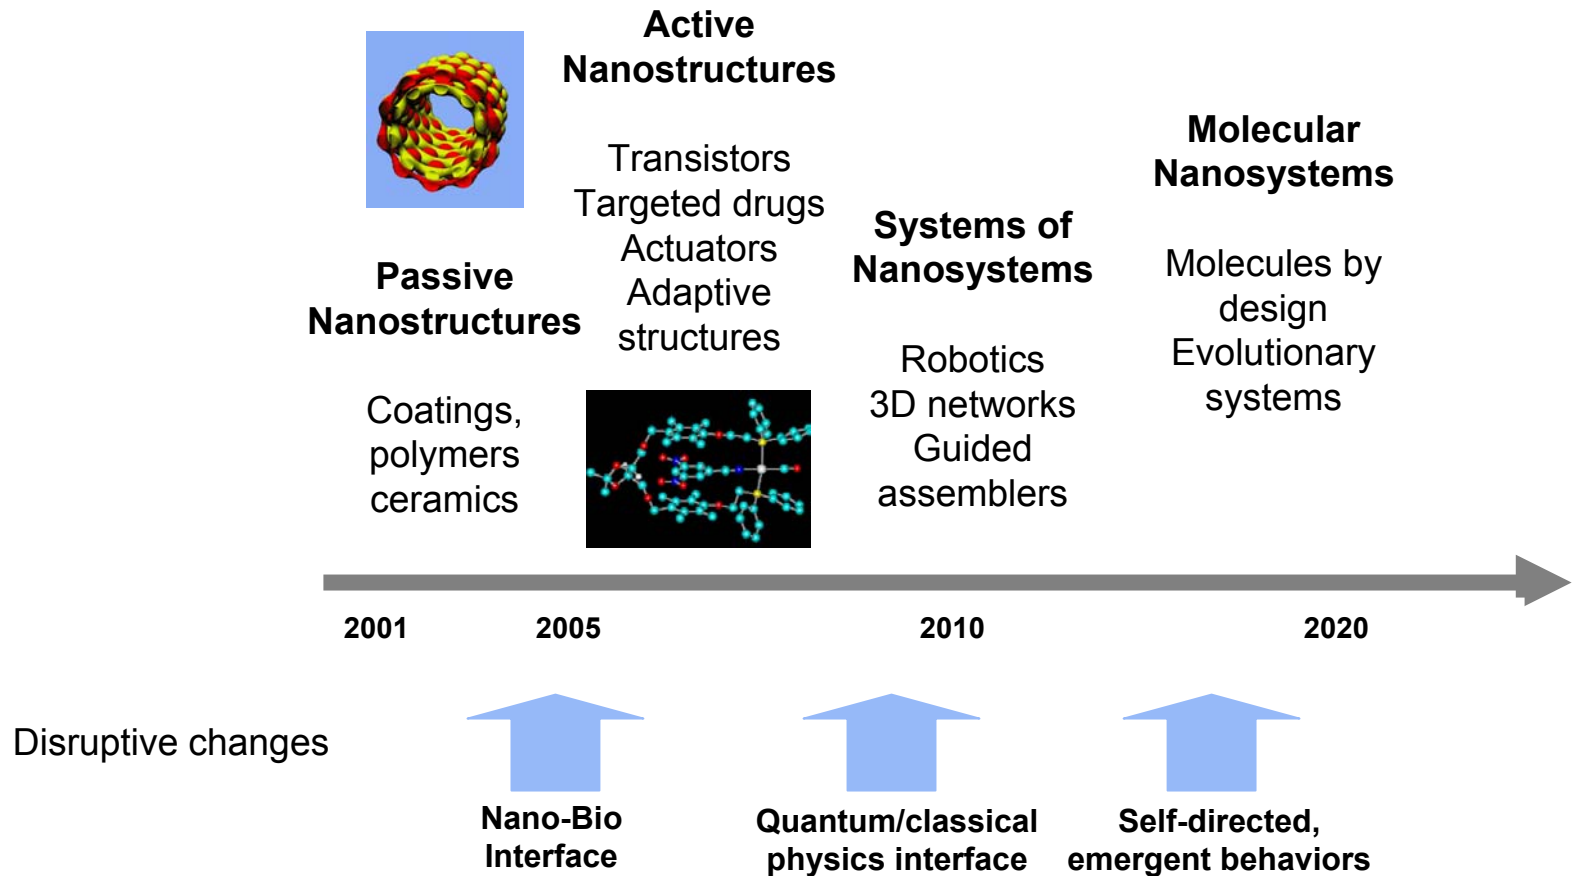 Active
Nanostructures
Transistors
Targeted drugs
Actuators
Adaptive
structures
Passive
Nanostructures
Coatings,
polymers
ceramics
Systems of
Nanosystems
Robotics
3D networks
Guided
assemblers
Molecular
Nanosystems
Molecules by
design
Evolutionary
systems
2001
2005
2010
2020
Disruptive changes
Nano-Bio
Interface
Quantum/classical
physics interface
Self-directed,
emergent behaviors